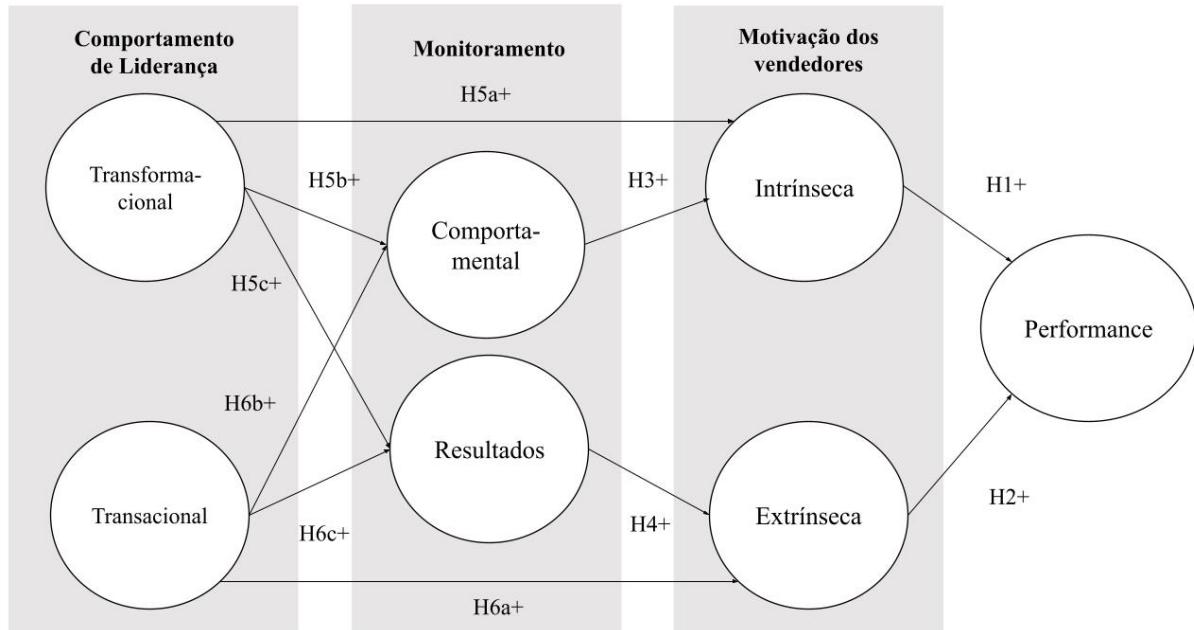 Comportamento
de Liderança
Monitoramento
Motivação dos
vendedores
H5a+
Transforma-
cional
H5b+
H3+
Intrínseca
H1+
Comporta-
mental
H5c+
Performance
H6b+
Resultados
Transacional
H6c+
H4+
Extrínseca
H2+
H6a+